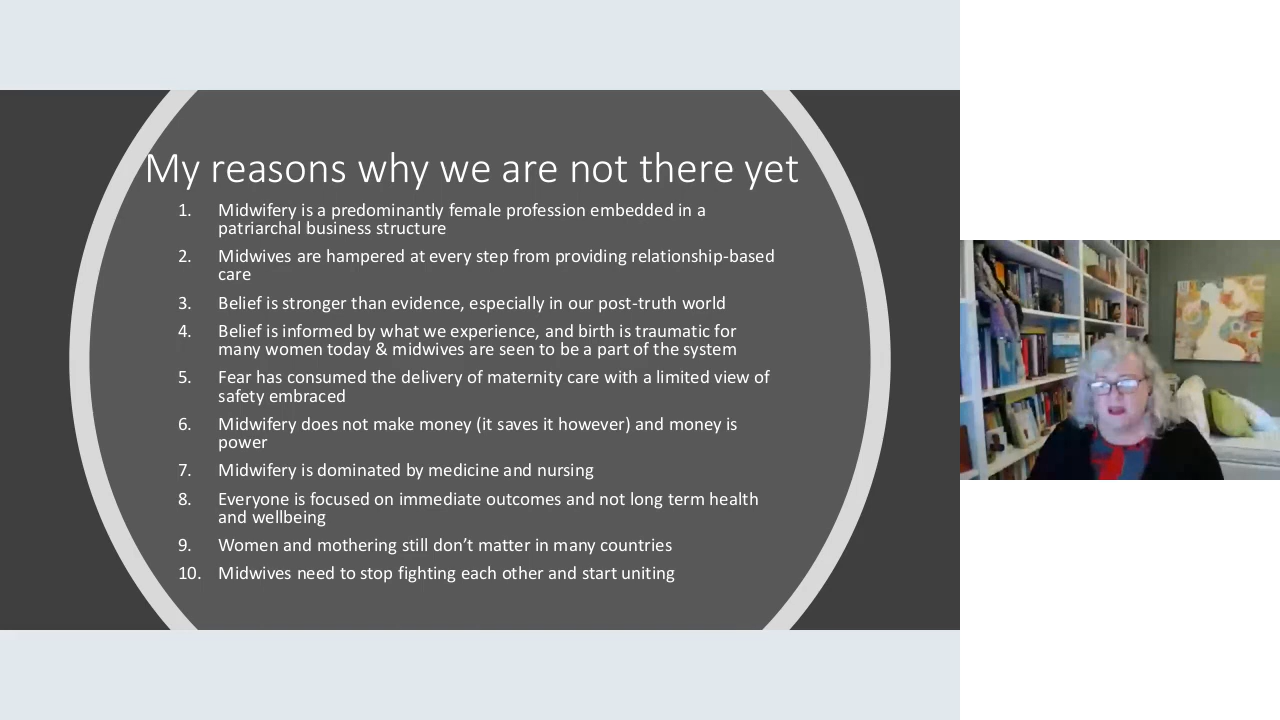 My reasons why we are not there yet
1. Midwifery is a predominantly female profession embedded in a
patriarchal business structure
2. Midwives are hampered at every step from providing relationship-based
care
3. Belief is stronger than evidence, especially in our post-truth world
4. Belief is informed by what we experience, and birth is traumatic for
many women today & midwives are seen to be a part of the system
5. Fear has consumed the delivery of maternity care with a limited view of
safety embraced
6. Midwifery does not make money (it saves it however) and money is
power
7. Midwifery is dominated by medicine and nursing
8. Everyone is focused on immediate outcomes and not long term health
and wellbeing
9. Women and mothering still don’t matter in many countries
10. Midwives need to stop fighting each other and start uniting